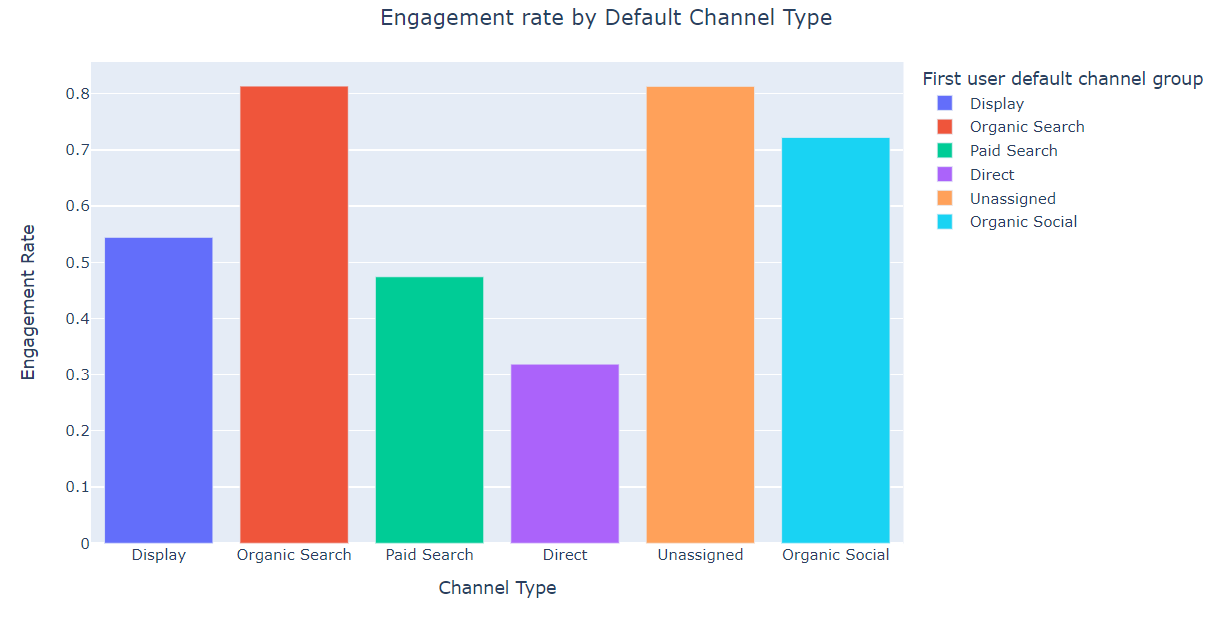 Engagement rate by Default Channel Type
Engagement Rate
0.8
0.7
0.6
0.5
0.4
0.3
0.2
0.1
0
Display
Organic Search
Paid Search
Direct
Unassigned
Organic Social
Channel Type
First user default channel group
Display
Organic Search
Paid Search
Direct
Unassigned
Organic Social